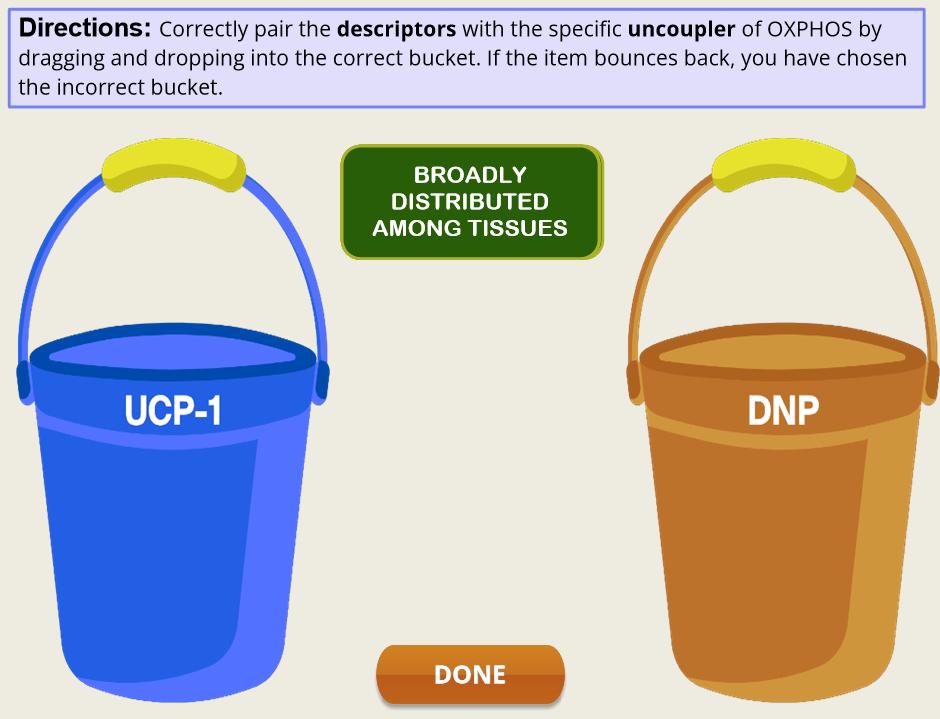 Directions: Correctly pair the descriptors with the specific uncoupler of OXPHOS by
dragging and dropping into the correct bucket. If the item bounces back, you have chosen
the incorrect bucket.
BROADLY
DISTRIBUTED
AMONG TISSUES
UCP-1
DNP
DONE